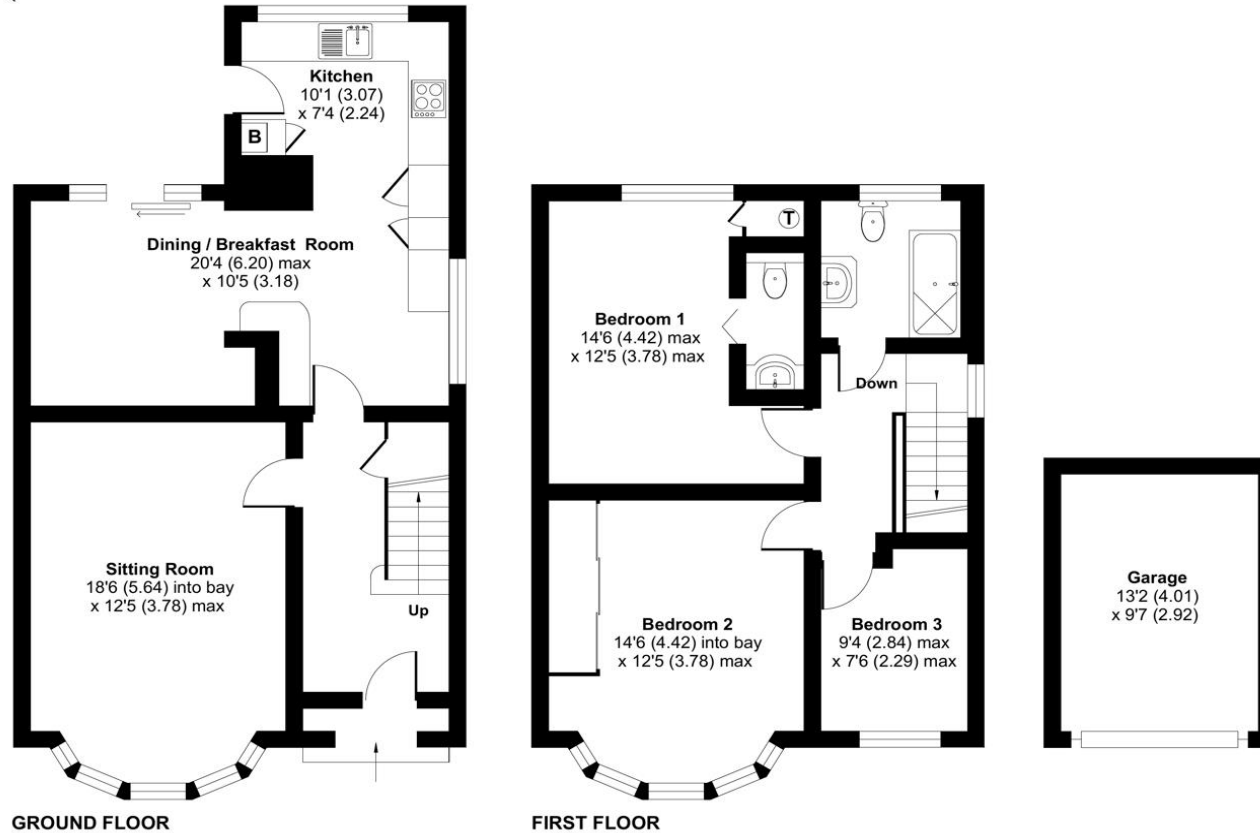 Kitchen
10'1 (3.07)
x 7'4 (2.24)
B
Dining / Breakfast Room
20'4 (6.20) max
x 10'5 (3.18)
Sitting Room
18'6 (5.64) into bay
x 12'5 (3.78) max
Up
GROUND FLOOR
T
Bedroom 1
14'6 (4.42) max
x 12'5 (3.78) max
Down
Bedroom 2
14'6 (4.42) into bay
x 12'5 (3.78) max
Bedroom 3
9'4 (2.84) max
x 7'6 (2.29) max
FIRST FLOOR
Garage
13'2 (4.01)
x 9'7 (2.92)